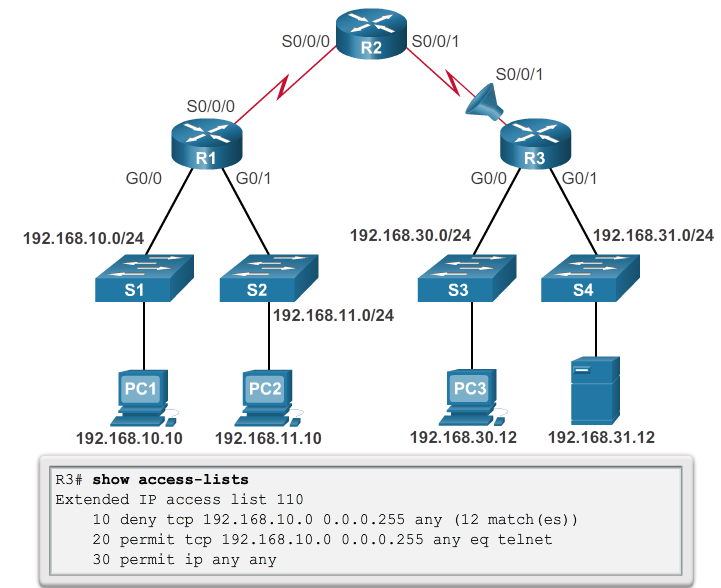 R2
S0/0/0
S0/0/1
S0/0/1
S0/0/0
R1
R3
G0/0
G0/1
G0/0
G0/1
192.168.10.0/24
192.168.30.0/24
192.168.31.0/24
S1
S2
S3
S4
192.168.11.0/24
PC1
PC2
PC3
192.168.10.10
192.168.11.10
192.168.30.12
192.168.31.12
R3# show access-lists
Extended IP access list 110
10 deny tcp 192.168.10.0 0.0.0.255 any (12 match(es))
20 permit tcp 192.168.10.0 0.0.0.255 any eq telnet
30 permit ip any any